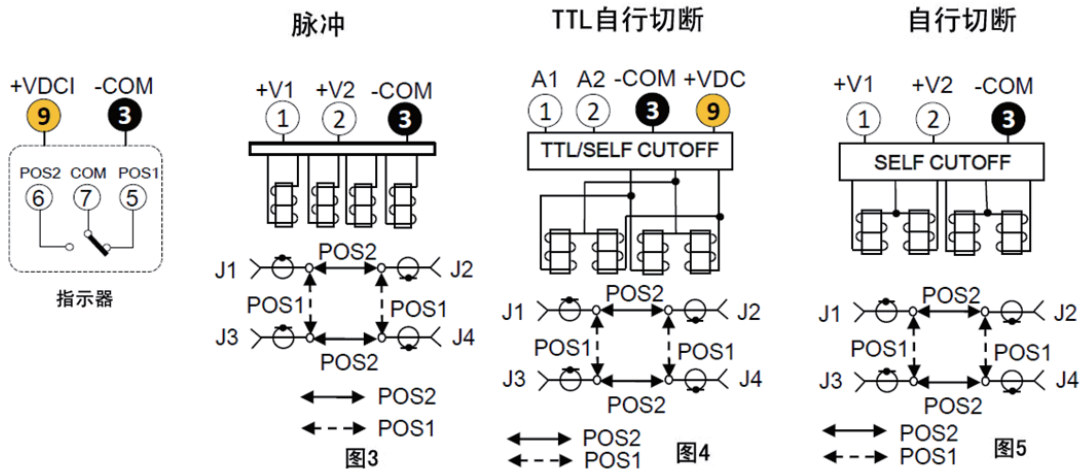 脉冲
TTL自行切断
自行切断
+VDCI -COM
9 3
POS2 COM POS1
6 7 5
指示器
+V1 +V2 -COM
1 2 3
J1 POS2 J2
POS1 POS1
J3 POS2 J4
POS2
POS1
图3
A1 A2 -COM +VDC
1 2 3 9
TTL/SELF CUTOFF
J1 POS2 J2
POS1 POS1
J3 POS2 J4
POS2
POS1
图4
+V1 +V2 -COM
1 2 3
SELF CUTOFF
J1 POS2 J2
POS1 POS1
J3 POS2 J4
POS2
POS1
图5